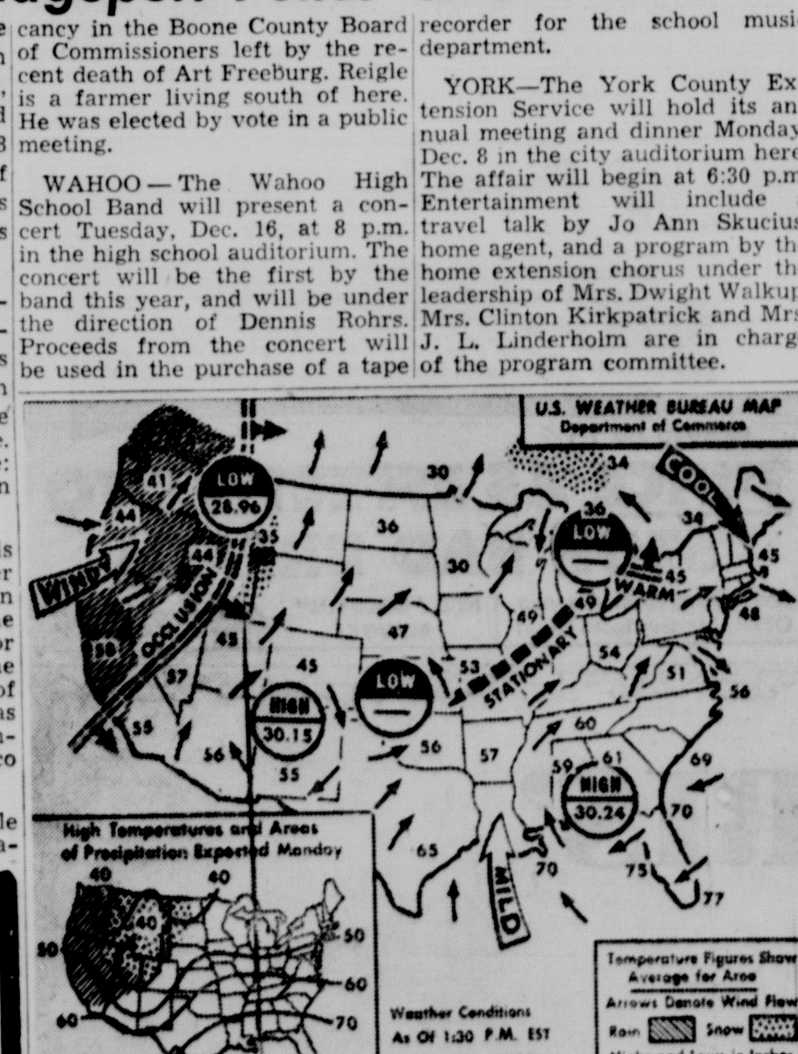 cancy in the Boone County Board
of Commissioners left by the re-
cent death of Art Freeburg. Reigle
is a farmer living south of here.
He was elected by vote in a public
meeting.
WAHOO — The Wahoo High
School Band will present a con-
cert Tuesday, Dec. 16, at 8 p.m.
in the high school auditorium. The
concert will be the first by the
band this year, and will be under
the direction of Dennis Rohrs.
Proceeds from the concert will
be used in the purchase of a tape
recorder for the school musi
department.
YORK—The York County Ex
tension Service will hold its an
nual meeting and dinner Monday
Dec. 8 in the city auditorium here
The affair will begin at 6:30 p.m
Entertainment will include
travel talk by Jo Ann Skucius
home agent, and a program by th
home extension chorus under th
leadership of Mrs. Dwight Walkup
Mrs. Clinton Kirkpatrick and Mrs
J. L. Linderholm are in charg
of the program committee.
U.S. WEATHER BUREAU MAP
Department of Commerce
41
LOW
28.96
30
34
COOL
44
36
36
LOW
34
44
35
30
45
WINDY
45
WARM
OCCLUSION
49
49
48
58
45
47
STATIONARY
54
57
45
53
51
LOW
56
55
HIGH
30.15
60
56
56
57
69
55
59
61
HIGH
30.24
70
65
70
75
77
MILD
High Temperatures and Areas
of Precipitation Expected Monday
40
40
40
50
50
60
60
70
Weather Conditions
As Of 1:30 P.M. EST
Temperature Figures Show
Average for Area
Arrows Denote Wind Flow
Rain
Snow